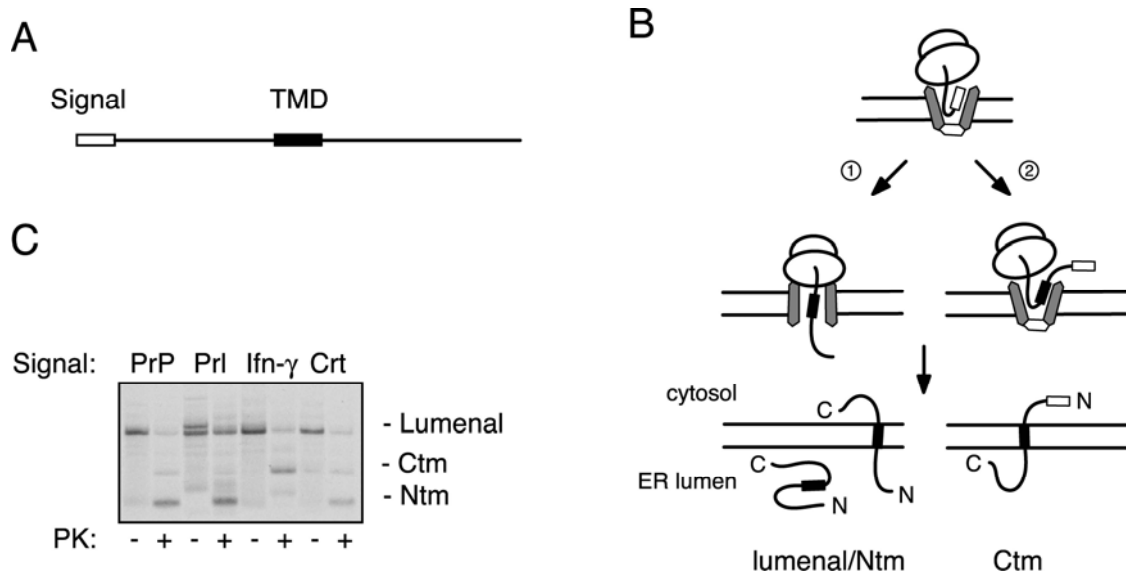 A
Signal TMD
B
① ②
cytosol
C N
C N
ER lumen
C N
lumenal/Ntm Ctm
C
Signal: PrP Prl Ifn-γ Crt
- Lumenal
- Ctm
- Ntm
PK: - + - + - + - +